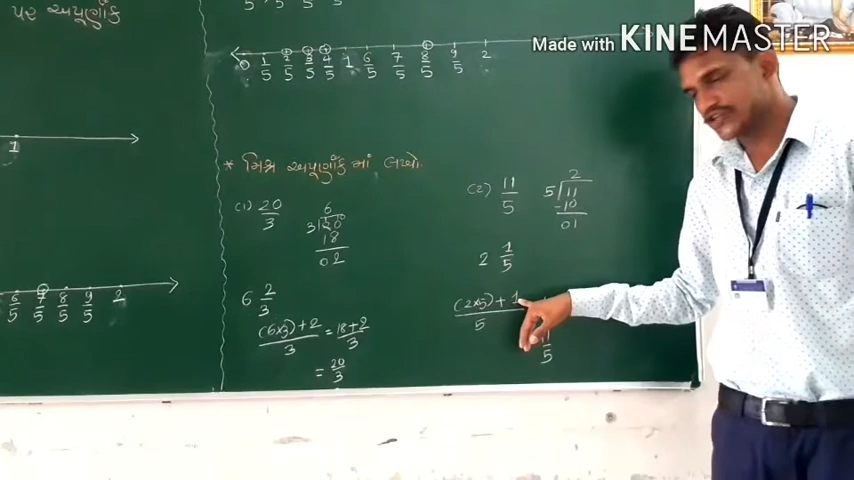 પર અપૂર્ણાંક
1
6/5 7/5 8/5 9/5 2
0 1/5 2/5 3/5 4/5 1 6/5 7/5 8/5 9/5 2
* મિશ્ર અપૂર્ણાંક માં લખો.
(1) 20/3
6
3 20
18
02
6 2/3
(6×3)+2/3 = 18+2/3
= 20/3
(2) 11/5
2
5 11
-10
01
2 1/5
(2×5)+1/5
11/5
Made with KINEMASTER